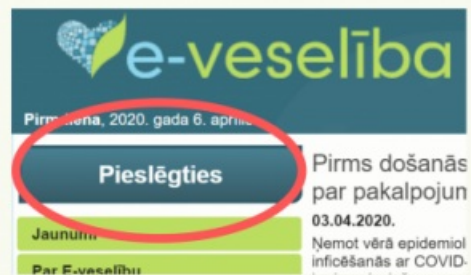 e-veselība
Pirmdiena, 2020. gada 6. aprīlis
Pieslēgties
Jaunumi
Par E-veselību
Pirms došanās
par pakalpojun
03.04.2020.
Ņemot vērā epidemiol
inficēšanās ar COVID-